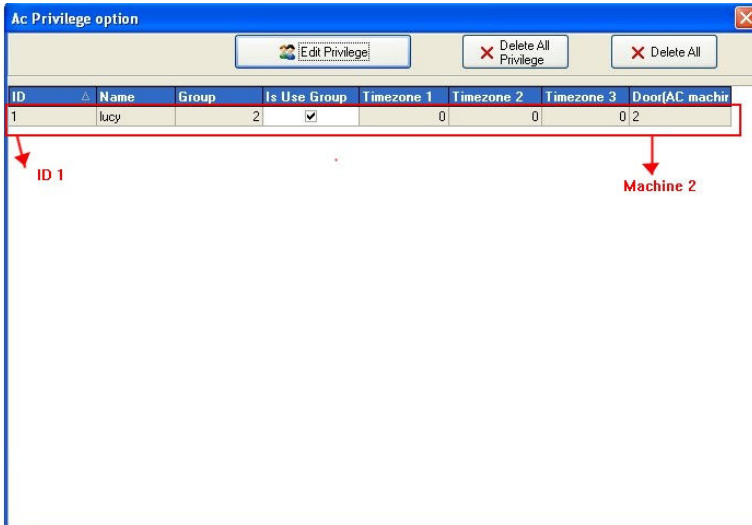 Ac Privilege option
Edit Privilege
Delete All
Privilege
Delete All
ID Name Group Is Use Group Timezone 1 Timezone 2 Timezone 3 Door(AC machin
1 lucy 2 0 0 0 2
ID 1
Machine 2